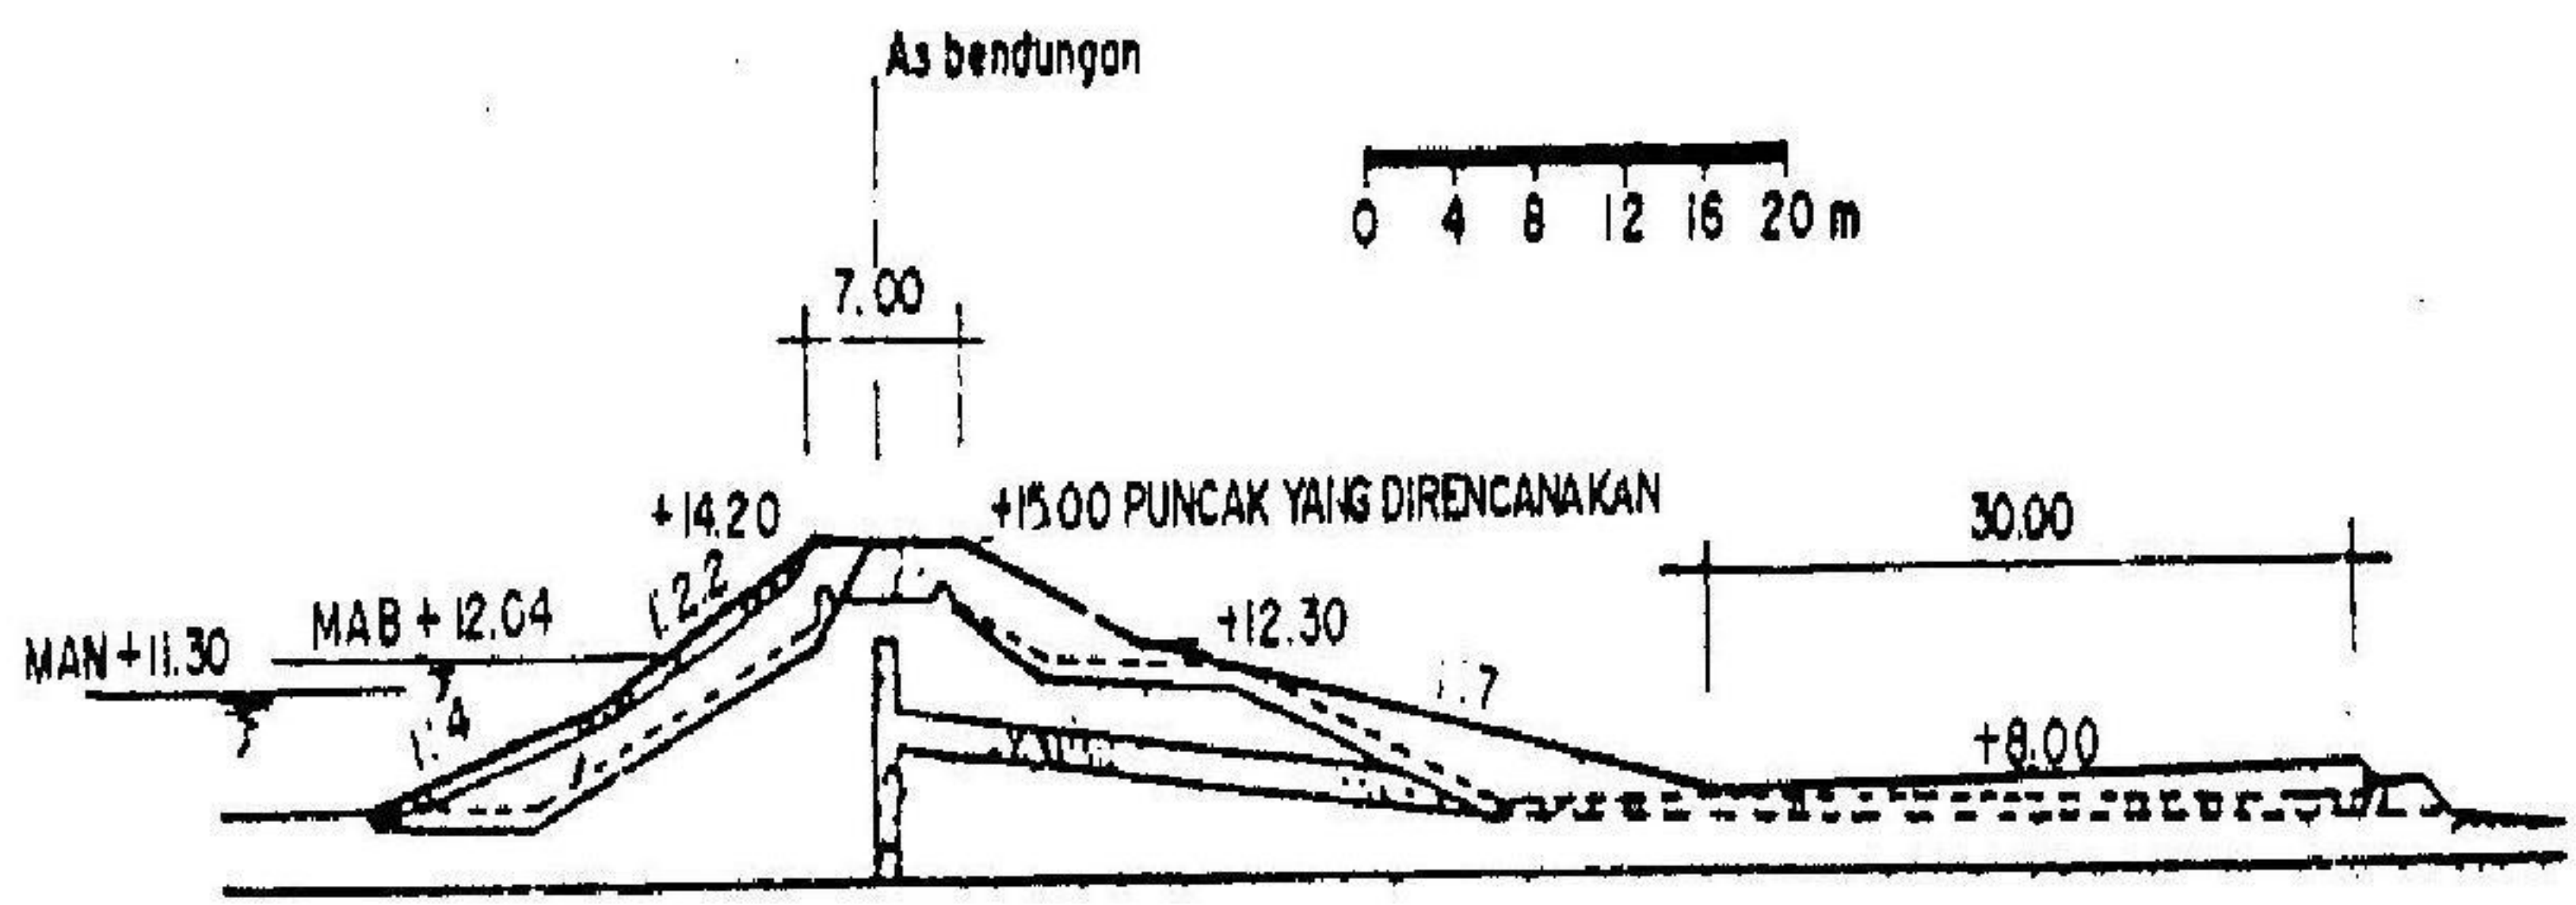 As bendungan
0 4 8 12 16 20 m
7.00
+14.20
+15.00 PUNCAK YANG DIRENCANAKAN
30.00
1:2.2
MAB + 12.04
+12.30
MAN +11.30
1:4
1:7
+8.00